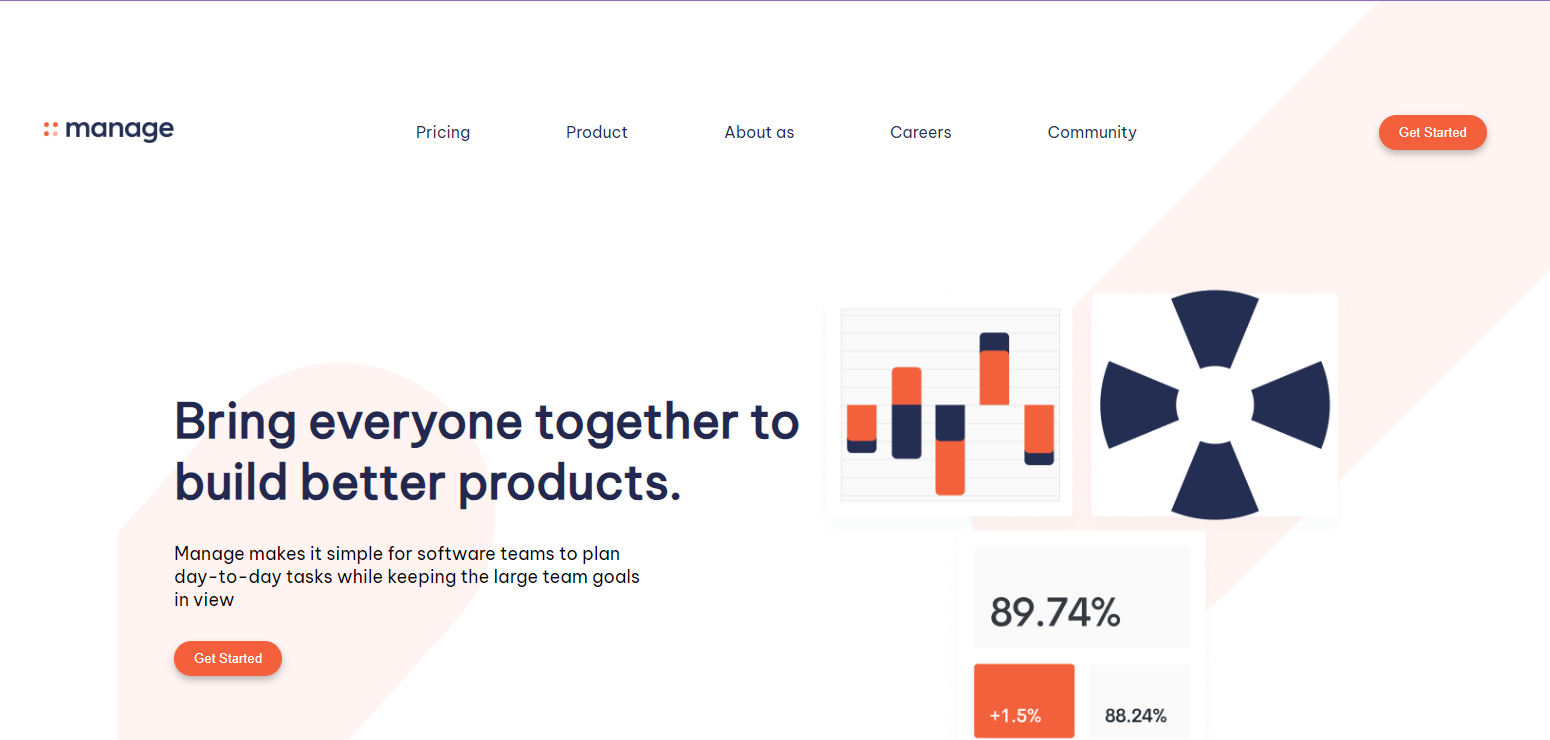 manage
Pricing
Product
About as
Careers
Community
Get Started
Bring everyone together to
build better products.
Manage makes it simple for software teams to plan
day-to-day tasks while keeping the large team goals
in view
Get Started
89.74%
+1.5%
88.24%